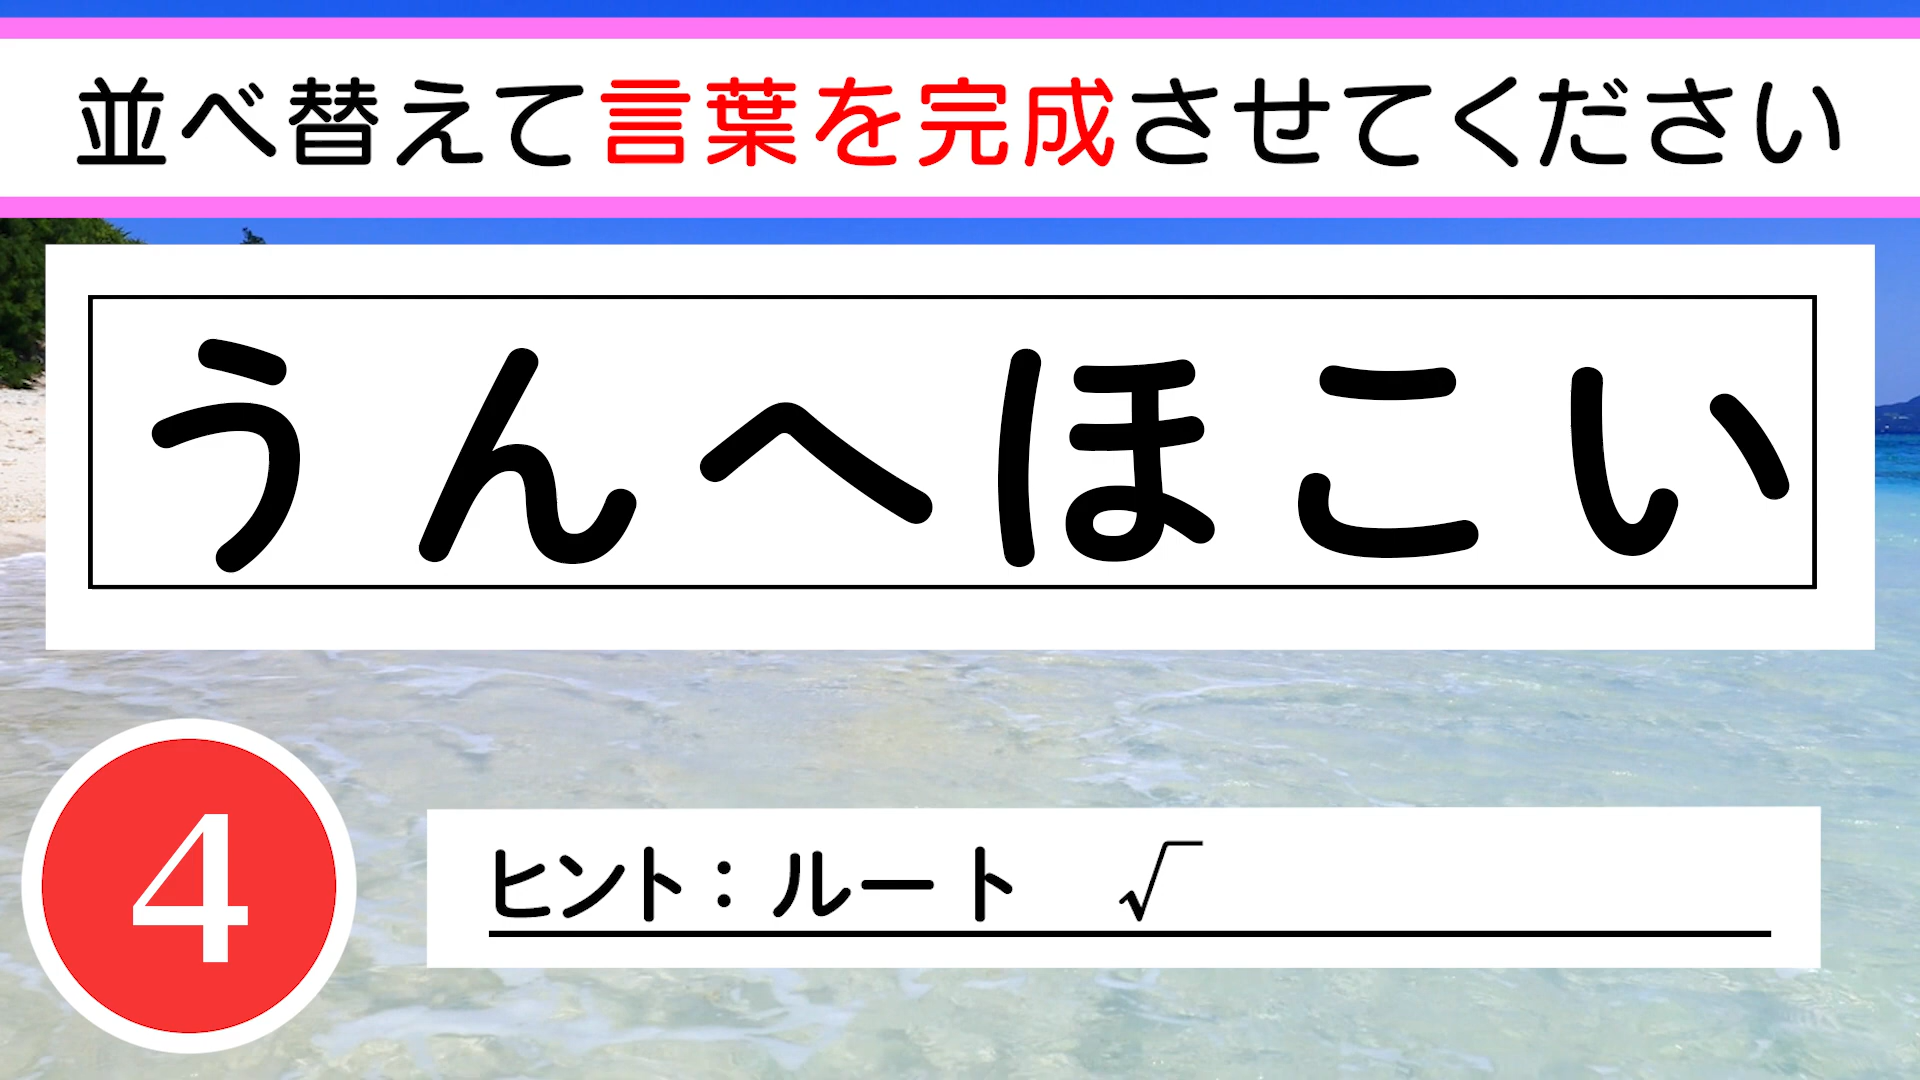 並べ替えて言葉を完成させてください
うんへほこい
4
ヒント：ルート　√